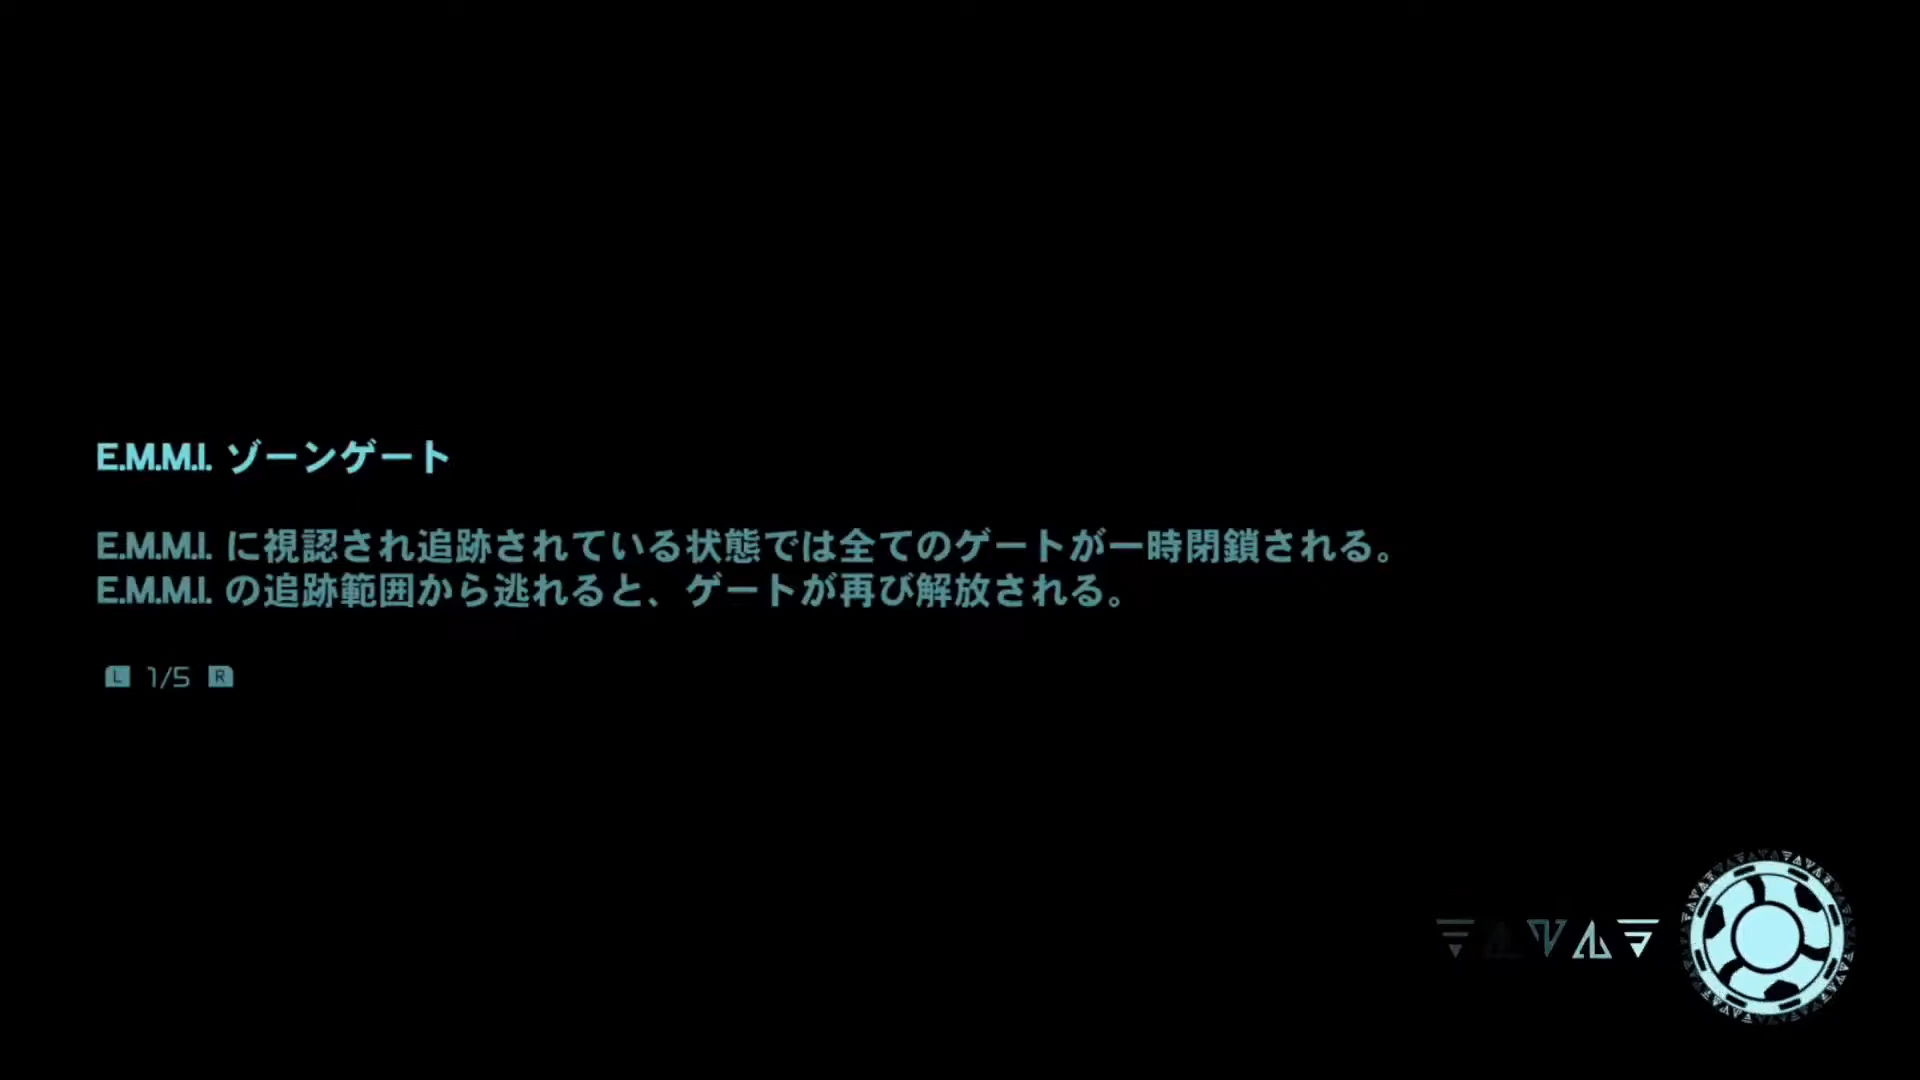 E.M.M.I. ゾーンゲート
E.M.M.I. に視認され追跡されている状態では全てのゲートが一時閉鎖される。
E.M.M.I. の追跡範囲から逃れると、ゲートが再び解放される。
L 1/5 R